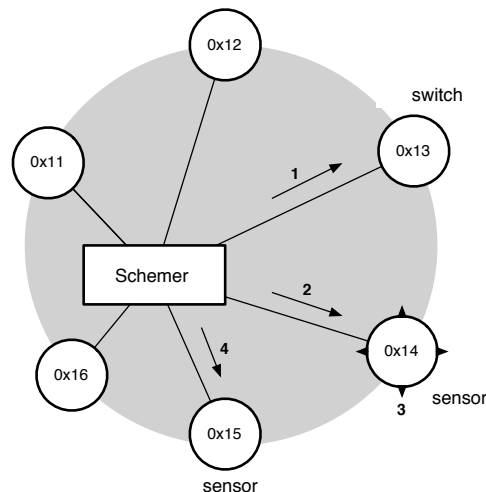 0x12
switch
0x13
1
0x11
Schemer
2
0x14
4
0x16
3
sensor
0x15
sensor